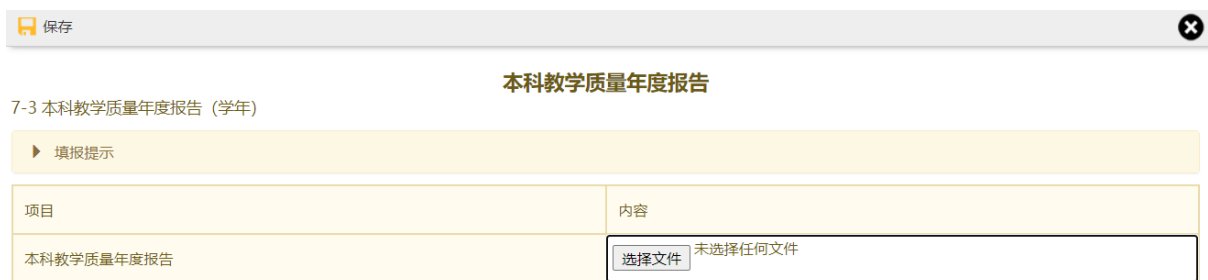 保存
本科教学质量年度报告
7-3 本科教学质量年度报告（学年）
填报提示
项目 内容
本科教学质量年度报告 选择文件 未选择任何文件